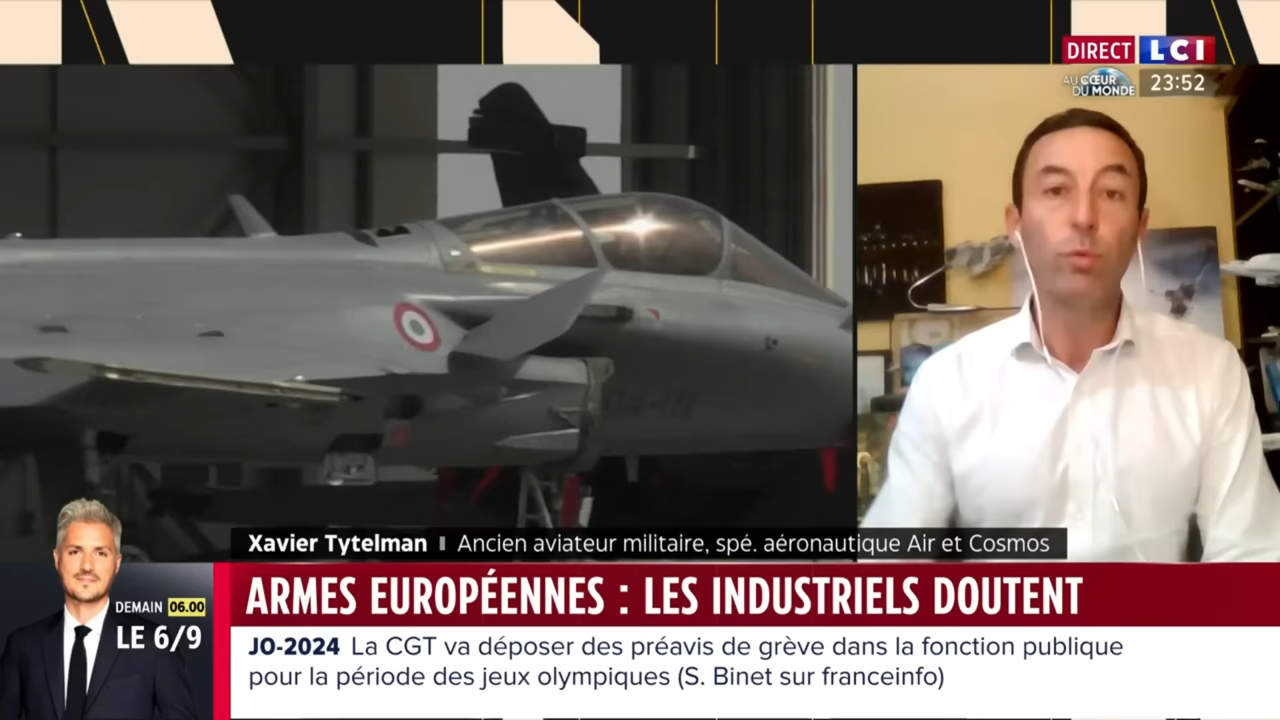 DIRECT LCI
AU CŒUR
DU MONDE
23:52
Xavier Tytelman
Ancien aviateur militaire, spé. aéronautique Air et Cosmos
ARMES EUROPÉENNES : LES INDUSTRIELS DOUTENT
DEMAIN 06.00
LE 6/9
JO-2024 La CGT va déposer des préavis de grève dans la fonction publique
pour la période des jeux olympiques (S. Binet sur franceinfo)